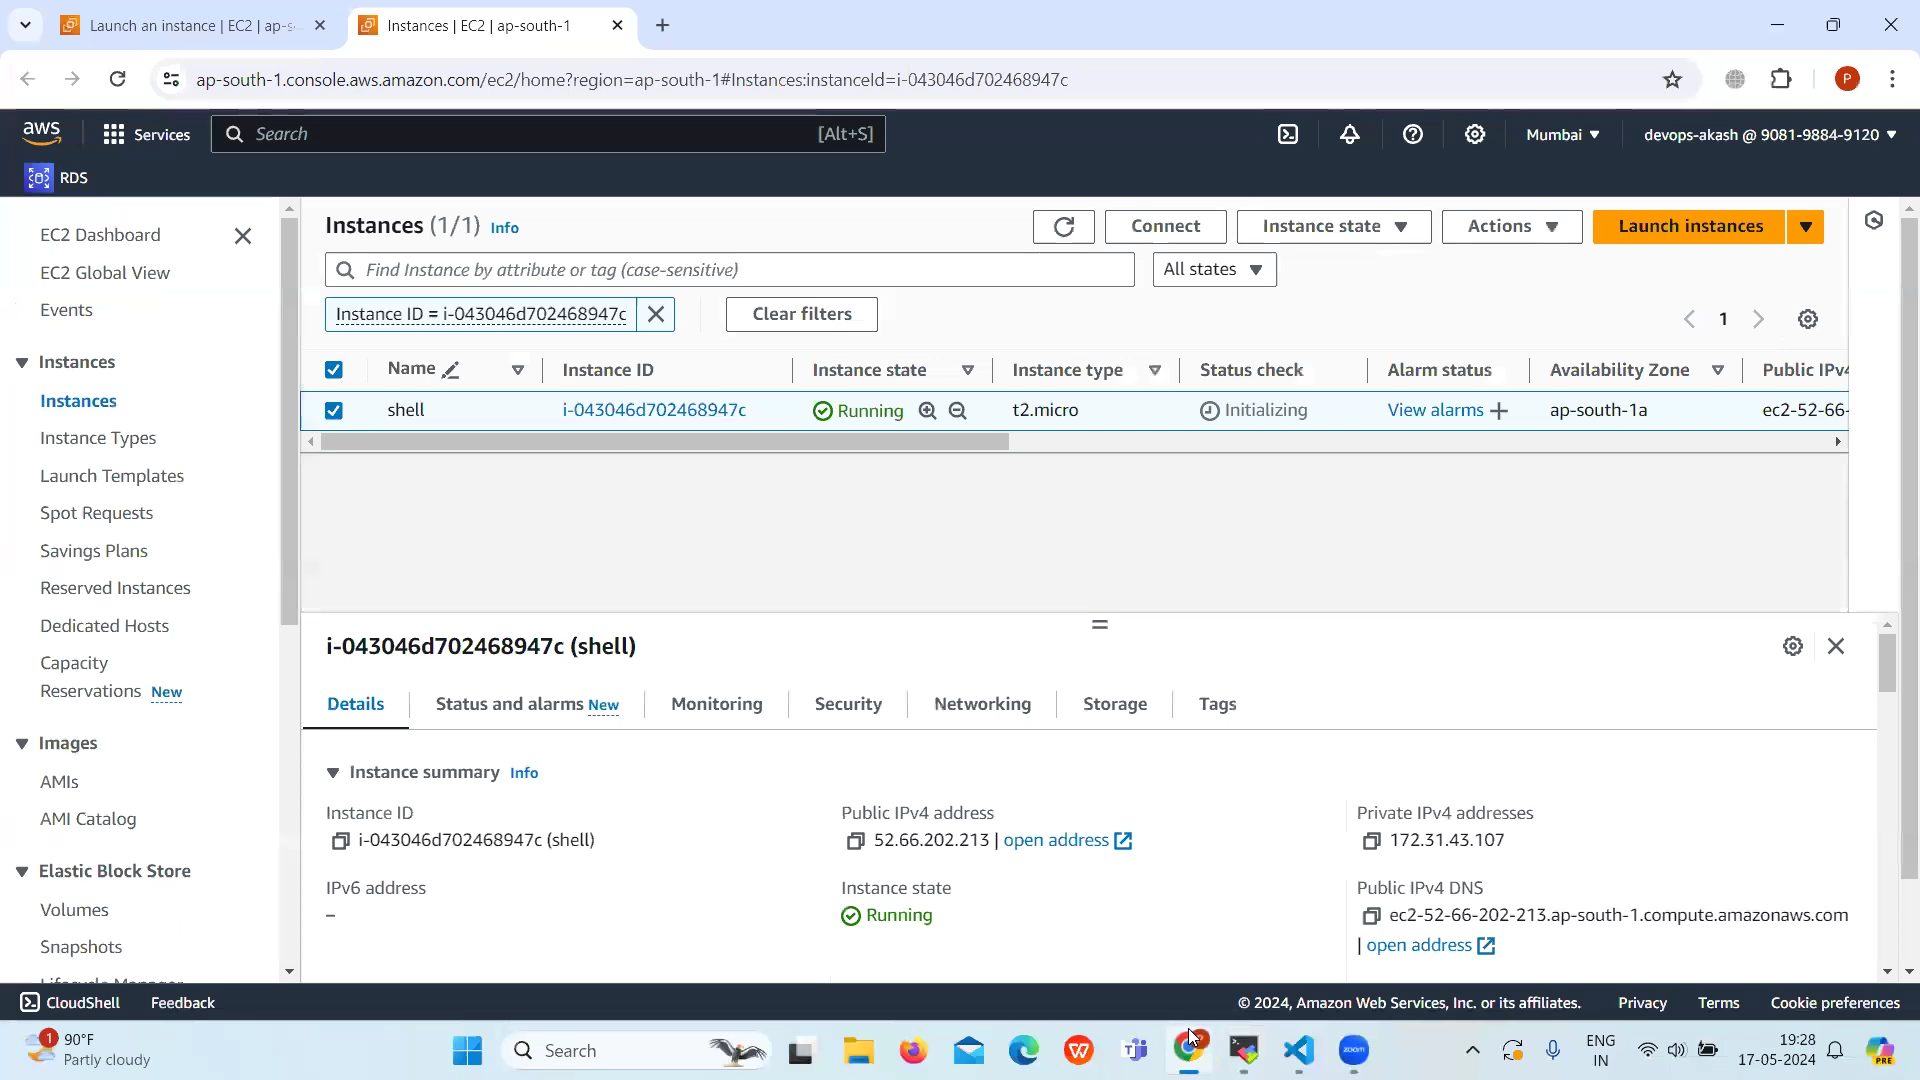 Launch an instance | EC2 | ap-s
Instances | EC2 | ap-south-1
ap-south-1.console.aws.amazon.com/ec2/home?region=ap-south-1#Instances:instanceId=i-043046d702468947c
P
aws
Services
Search
[Alt+S]
Mumbai
devops-akash @ 9081-9884-9120
RDS
EC2 Dashboard
EC2 Global View
Events
Instances
Instances
Instance Types
Launch Templates
Spot Requests
Savings Plans
Reserved Instances
Dedicated Hosts
Capacity
Reservations New
Images
AMIs
AMI Catalog
Elastic Block Store
Volumes
Snapshots
Lifecycle Manager
Instances (1/1) Info
Connect
Instance state
Actions
Launch instances
Find Instance by attribute or tag (case-sensitive)
All states
Instance ID = i-043046d702468947c
Clear filters
1
Name Instance ID Instance state Instance type Status check Alarm status Availability Zone Public IPv4
shell i-043046d702468947c Running t2.micro Initializing View alarms ap-south-1a ec2-52-66-
i-043046d702468947c (shell)
Details Status and alarms New Monitoring Security Networking Storage Tags
Instance summary Info
Instance ID
i-043046d702468947c (shell)
Public IPv4 address
52.66.202.213 | open address
Private IPv4 addresses
172.31.43.107
IPv6 address
–
Instance state
Running
Public IPv4 DNS
ec2-52-66-202-213.ap-south-1.compute.amazonaws.com
| open address
CloudShell Feedback
© 2024, Amazon Web Services, Inc. or its affiliates. Privacy Terms Cookie preferences
1
90°F
Partly cloudy
Search
zoom
ENG
IN
19:28
17-05-2024
PRE